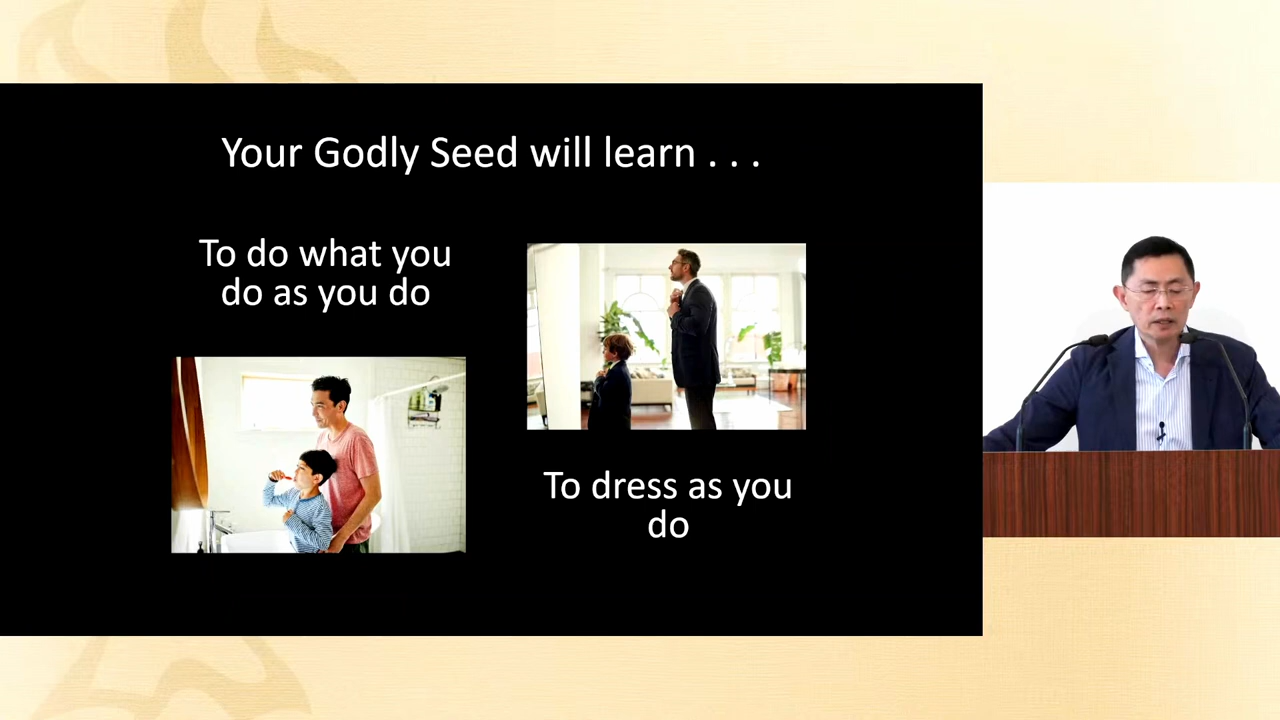 Your Godly Seed will learn . . .
To do what you
do as you do
To dress as you
do